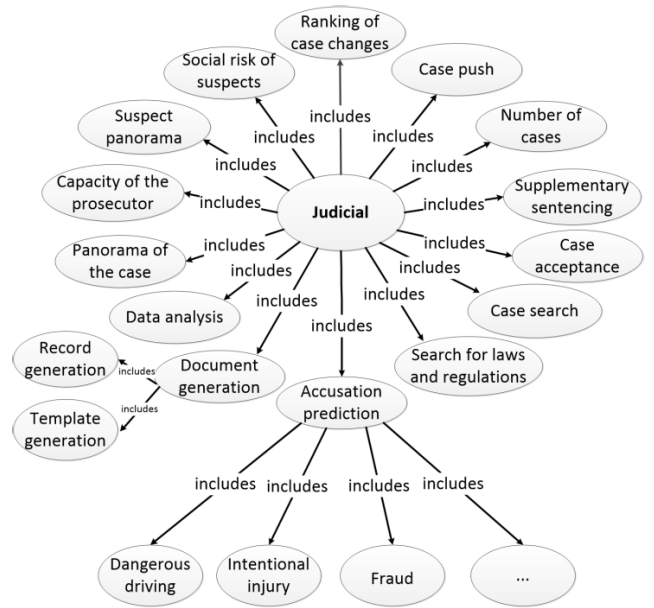 Ranking of
case changes
Social risk of
suspects
Case push
includes
Suspect
panorama
includes
includes
Number of
cases
includes
includes
Capacity of the
prosecutor
includes
Judicial
includes
Supplementary
sentencing
Panorama of
the case
includes
includes
Case
acceptance
Data analysis
includes
includes
includes
includes
Case search
includes
Record
generation
includes
Document
generation
Search for laws
and regulations
Template
generation
includes
Accusation
prediction
includes
includes
includes
includes
Dangerous
driving
Intentional
injury
Fraud
...